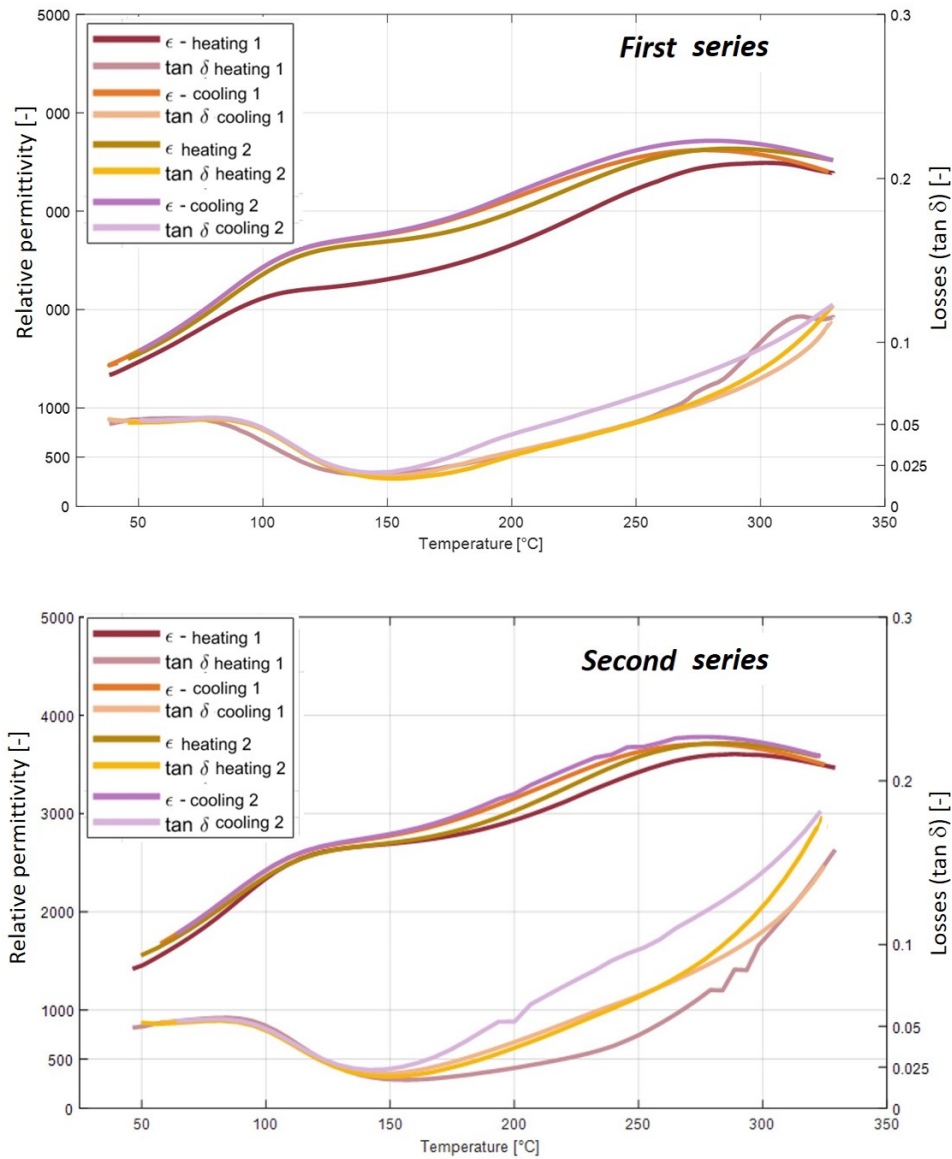 First series
ϵ - heating 1
tan δ heating 1
ϵ - cooling 1
tan δ cooling 1
ϵ heating 2
tan δ heating 2
ϵ - cooling 2
tan δ cooling 2
Relative permittivity [-]
5000
000
000
000
1000
500
0
Losses (tan δ) [-]
0.3
0.2
0.1
0.05
0.025
0
50 100 150 200 250 300 350
Temperature [°C]
Second series
ϵ - heating 1
tan δ heating 1
ϵ - cooling 1
tan δ cooling 1
ϵ heating 2
tan δ heating 2
ϵ - cooling 2
tan δ cooling 2
Relative permittivity [-]
5000
4000
3000
2000
1000
500
0
Losses (tan δ) [-]
0.3
0.2
0.1
0.05
0.025
0
50 100 150 200 250 300 350
Temperature [°C]